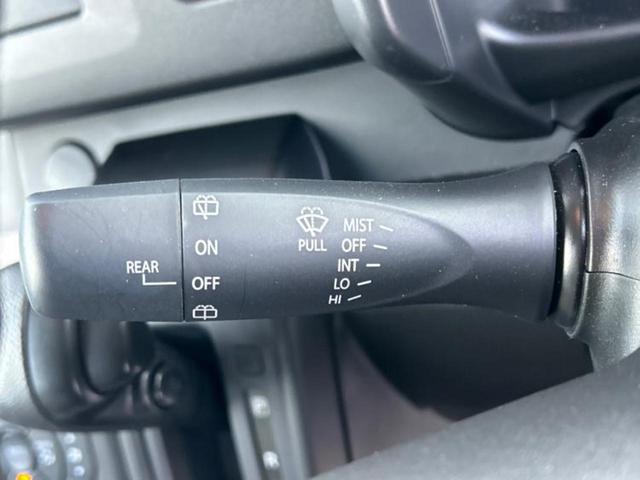 REAR
ON
OFF
PULL
MIST
OFF
INT
LO
HI